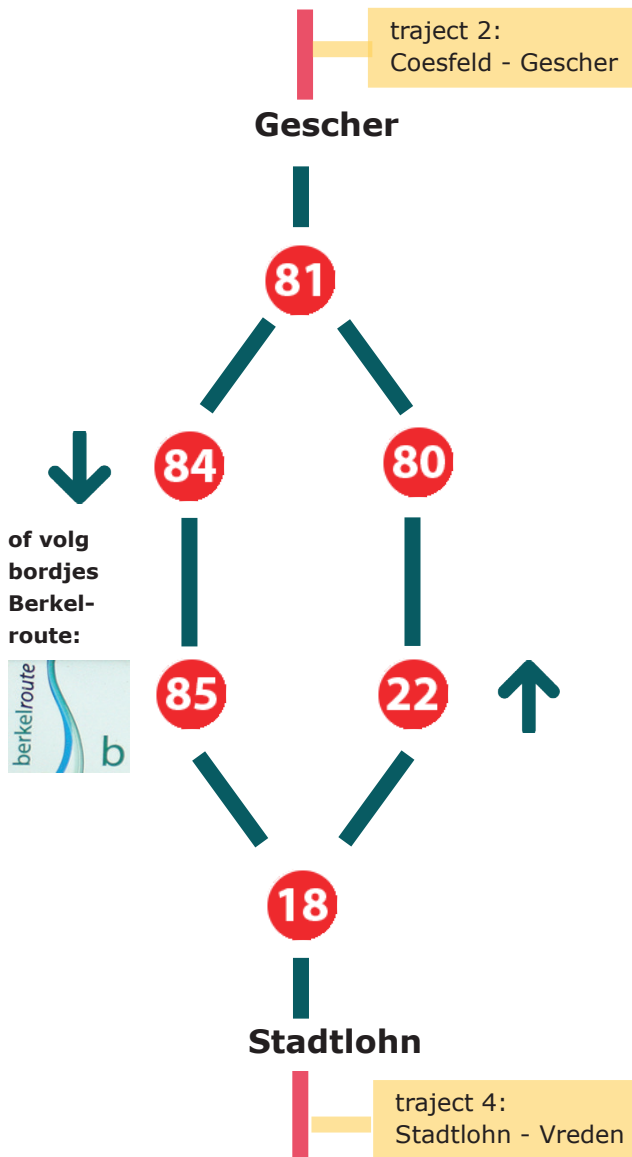 traject 2:
Coesfeld - Gescher
Gescher
81
84
80
of volg
bordjes
Berkel-
route:
berkelroute
b
85
22
18
Stadtlohn
traject 4:
Stadtlohn - Vreden